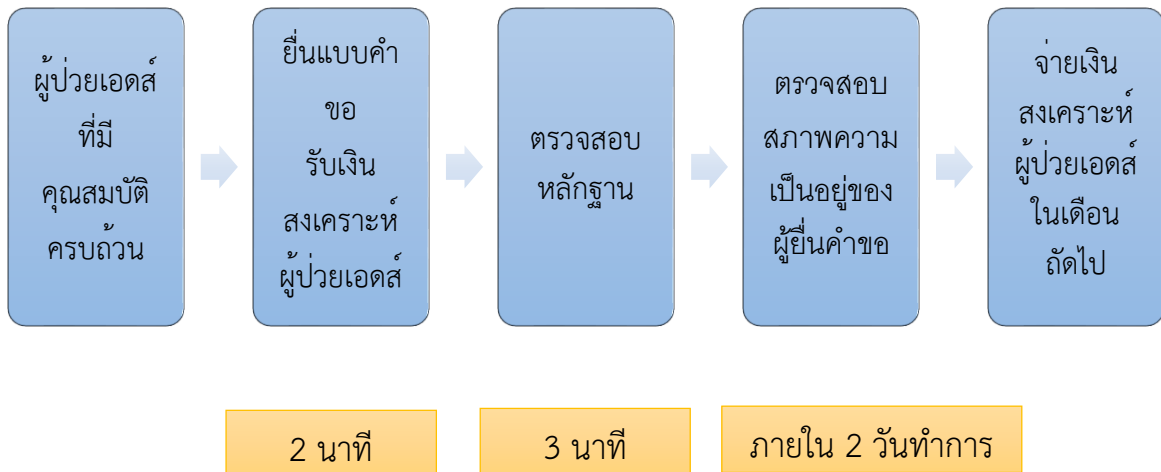 ผู้ป่วยเอดส์
ที่มี
คุณสมบัติ
ครบถ้วน
ยื่นแบบคำ
ขอ
รับเงิน
สงเคราะห์
ผู้ป่วยเอดส์
ตรวจสอบ
หลักฐาน
ตรวจสอบ
สภาพความ
เป็นอยู่ของ
ผู้ยื่นคำขอ
จ่ายเงิน
สงเคราะห์
ผู้ป่วยเอดส์
ในเดือน
ถัดไป
2 นาที
3 นาที
ภายใน 2 วันทำการ